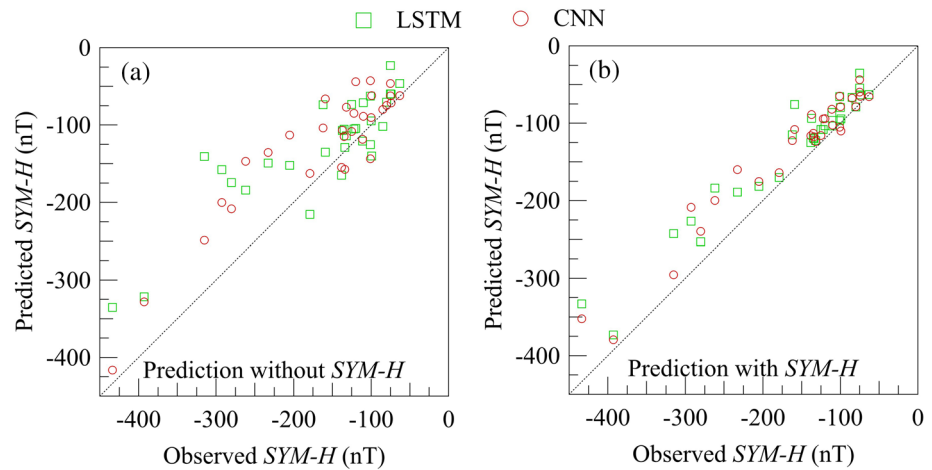 LSTM CNN
(a)
0
-100
-200
-300
-400
Predicted SYM-H (nT)
Prediction without SYM-H
-400 -300 -200 -100 0
Observed SYM-H (nT)
(b)
0
-100
-200
-300
-400
Predicted SYM-H (nT)
Prediction with SYM-H
-400 -300 -200 -100 0
Observed SYM-H (nT)